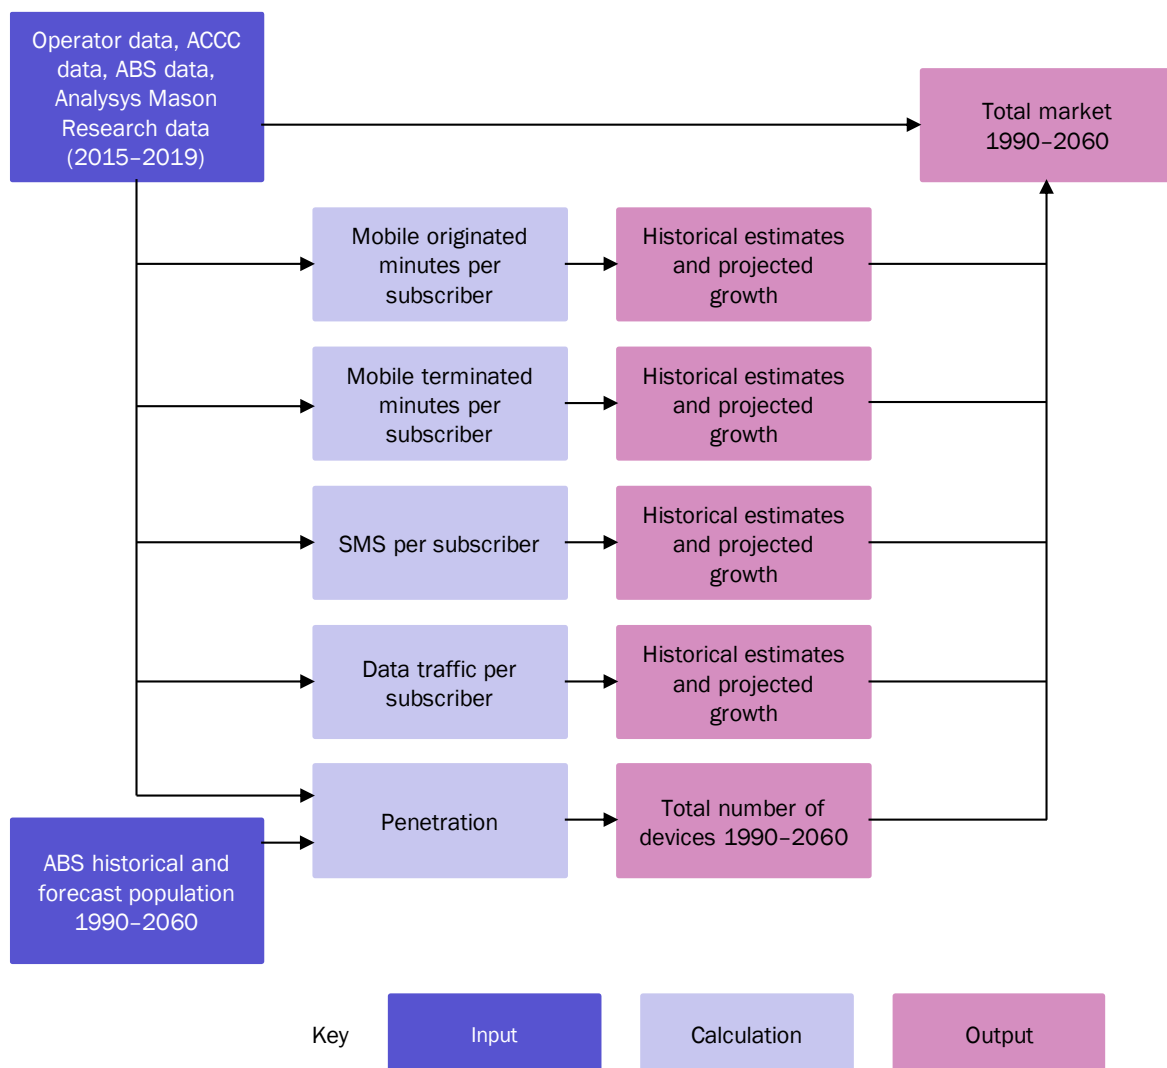 Operator data, ACCC
data, ABS data,
Analysys Mason
Research data
(2015–2019)
Total market
1990–2060
Mobile originated
minutes per
subscriber
Historical estimates
and projected
growth
Mobile terminated
minutes per
subscriber
Historical estimates
and projected
growth
SMS per subscriber
Historical estimates
and projected
growth
Data traffic per
subscriber
Historical estimates
and projected
growth
Penetration
Total number of
devices 1990–2060
ABS historical and
forecast population
1990–2060
Key
Input
Calculation
Output